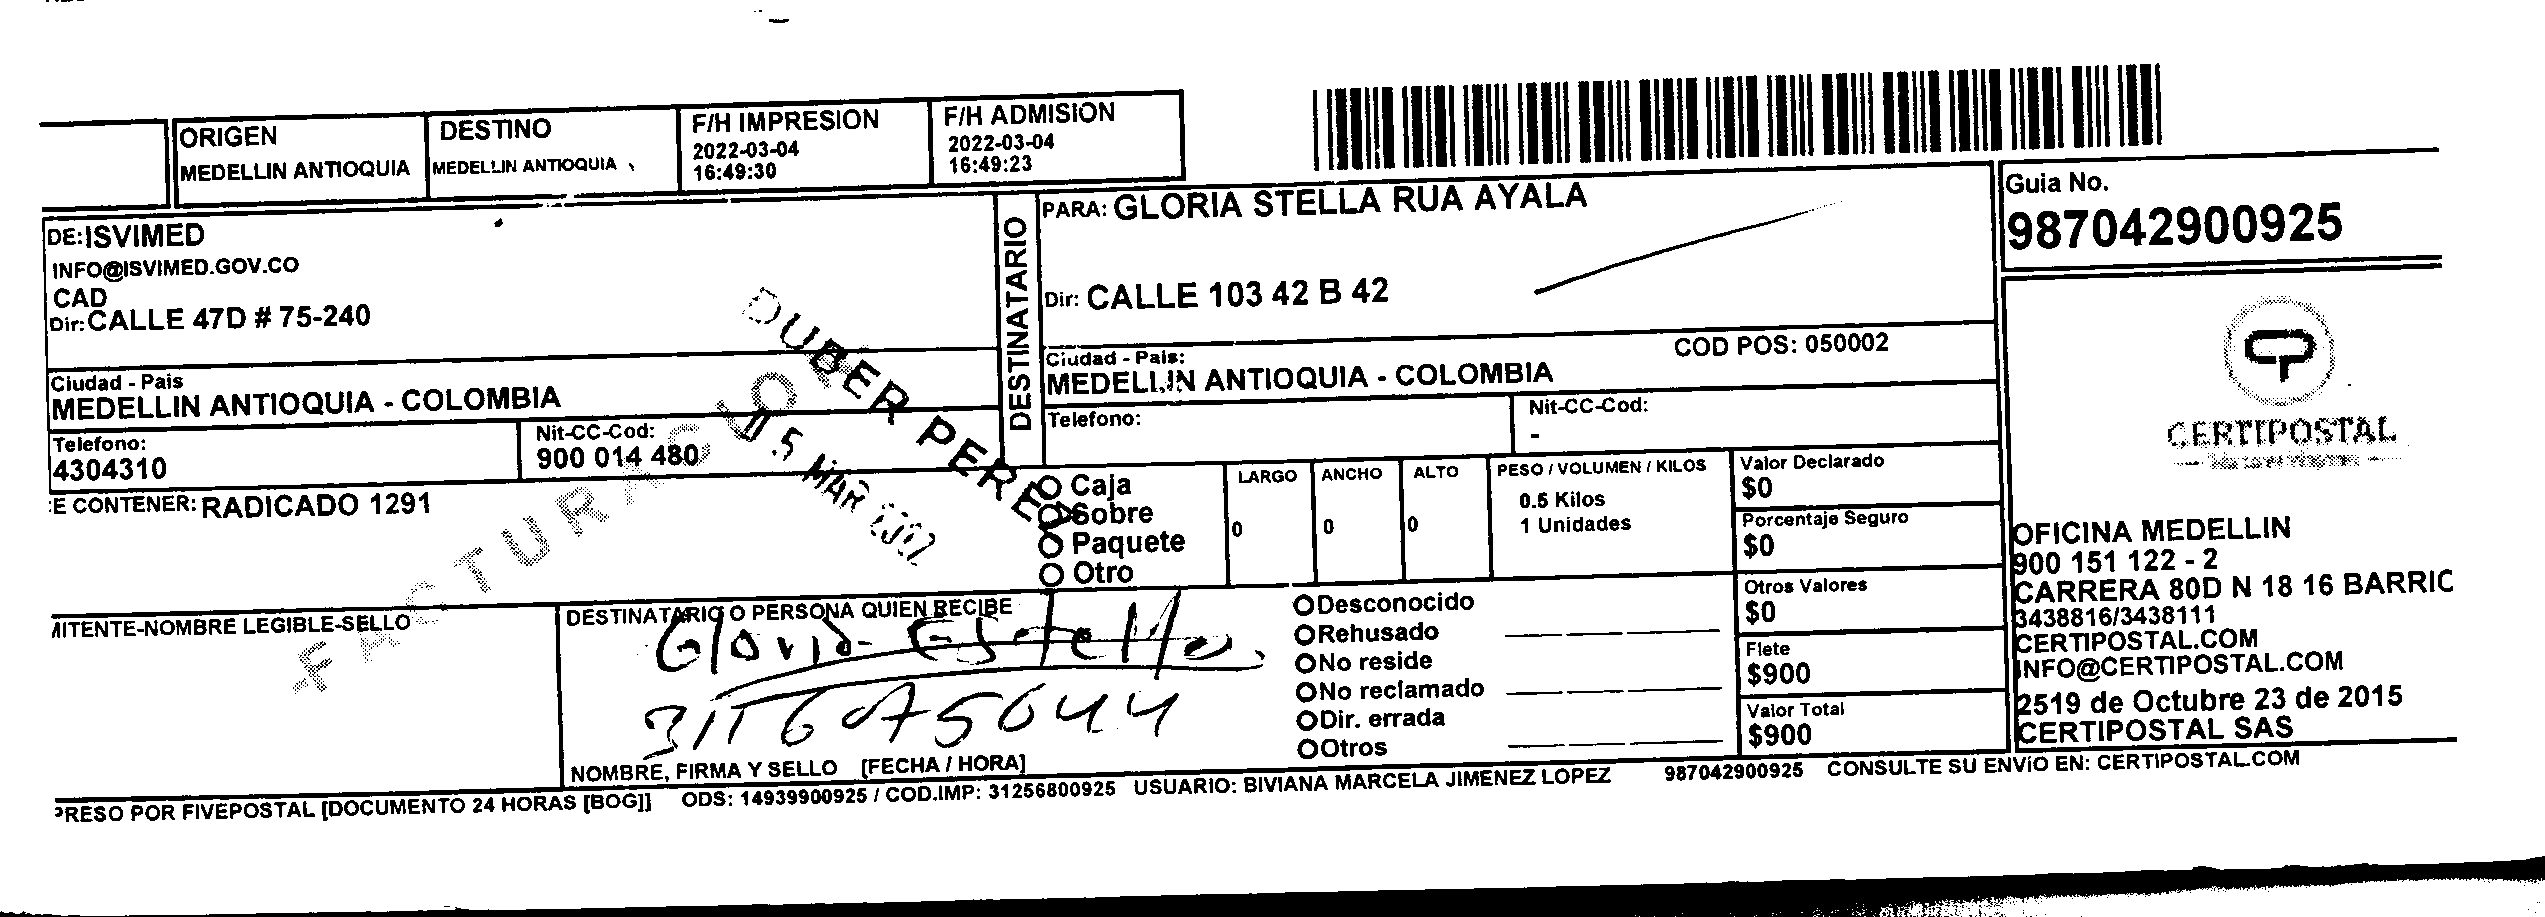 ORIGEN
MEDELLIN ANTIOQUIA
DESTINO
MEDELLIN ANTIOQUIA
F/H IMPRESION
2022-03-04
16:49:30
F/H ADMISION
2022-03-04
16:49:23
DE:ISVIMED
INFO@ISVIMED.GOV.CO
CAD
Dir:CALLE 47D # 75-240
Ciudad - Pais
MEDELLIN ANTIOQUIA - COLOMBIA
Telefono:
4304310
Nit-CC-Cod:
900 014 480
E CONTENER: RADICADO 1291
DESTINATARIO
PARA: GLORIA STELLA RUA AYALA
Dir: CALLE 103 42 B 42
Ciudad - Pais:
COD POS: 050002
MEDELLIN ANTIOQUIA - COLOMBIA
Telefono:
Nit-CC-Cod:
-
Guia No.
987042900925
CERTIPOSTAL
DUBER PEREA
MAR
Caja
Sobre
Paquete
Otro
LARGO
0
ANCHO
0
ALTO
0
PESO / VOLUMEN / KILOS
0.5 Kilos
1 Unidades
Valor Declarado
$0
Porcentaje Seguro
$0
Otros Valores
$0
Flete
$900
Valor Total
$900
OFICINA MEDELLIN
900 151 122 - 2
CARRERA 80D N 18 16 BARRIC
3438816/3438111
CERTIPOSTAL.COM
INFO@CERTIPOSTAL.COM
2519 de Octubre 23 de 2015
CERTIPOSTAL SAS
MITENTE-NOMBRE LEGIBLE-SELLO
DESTINATARIO O PERSONA QUIEN RECIBE
Gloria Estella
NOMBRE, FIRMA Y SELLO [FECHA / HORA]
Desconocido
Rehusado
No reside
No reclamado
Dir. errada
Otros
PRESO POR FIVEPOSTAL [DOCUMENTO 24 HORAS [BOG]] ODS: 14939900925 / COD.IMP: 31256800925 USUARIO: BIVIANA MARCELA JIMENEZ LOPEZ 987042900925 CONSULTE SU ENVIO EN: CERTIPOSTAL.COM